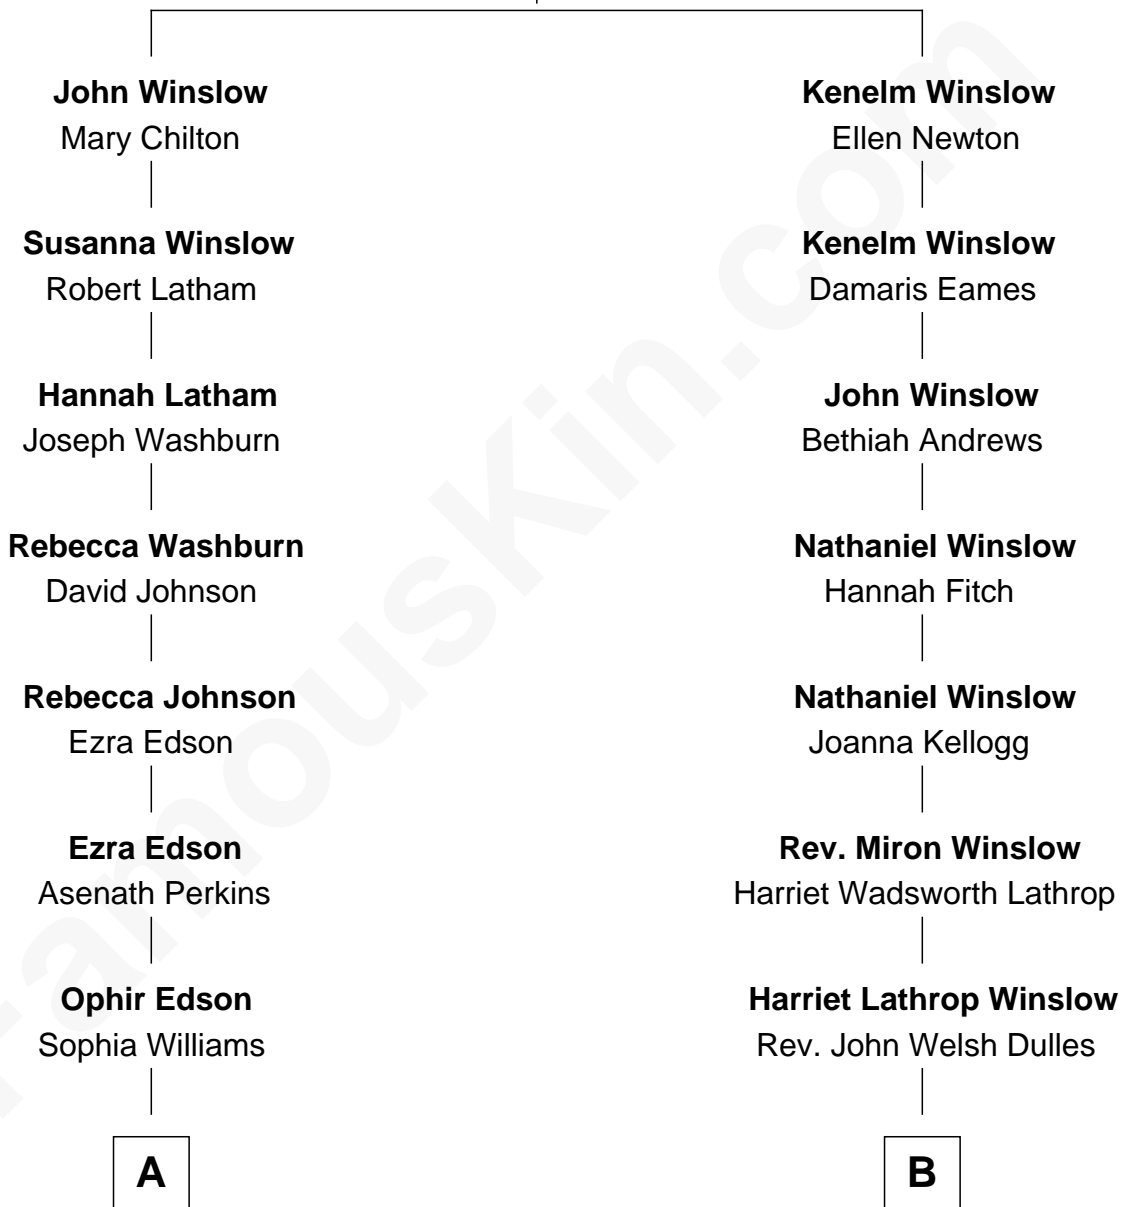 John Winslow
Mary Chilton
Susanna Winslow
Robert Latham
Hannah Latham
Joseph Washburn
Rebecca Washburn
David Johnson
Rebecca Johnson
Ezra Edson
Ezra Edson
Asenath Perkins
Ophir Edson
Sophia Williams
A
Kenelm Winslow
Ellen Newton
Kenelm Winslow
Damaris Eames
John Winslow
Bethiah Andrews
Nathaniel Winslow
Hannah Fitch
Nathaniel Winslow
Joanna Kellogg
Rev. Miron Winslow
Harriet Wadsworth Lathrop
Harriet Lathrop Winslow
Rev. John Welsh Dulles
B
FamousKin.com